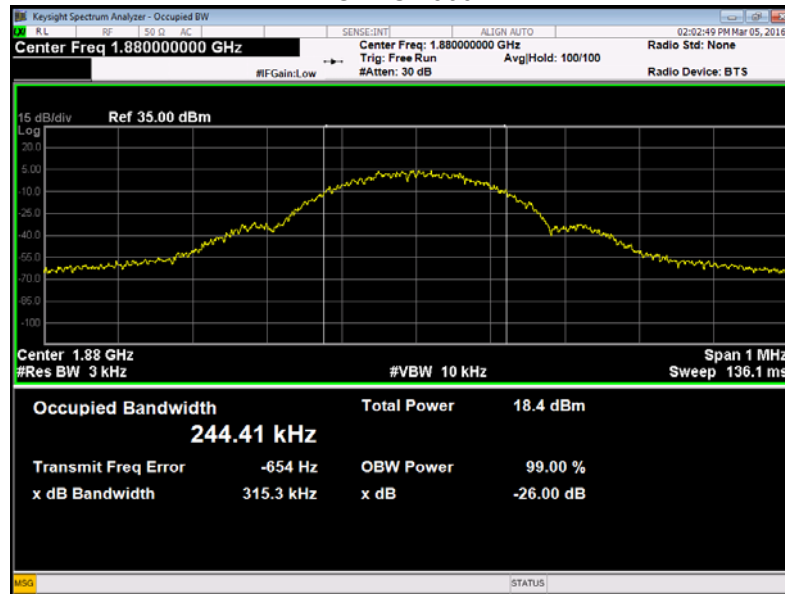 Keysight Spectrum Analyzer - Occupied BW
RL RF 50 Ω AC SENSE:INT ALIGN AUTO 02:02:49 PM Mar 05, 2016
Center Freq 1.880000000 GHz Center Freq: 1.880000000 GHz Radio Std: None
Trig: Free Run Avg|Hold: 100/100
#IFGain:Low #Atten: 30 dB Radio Device: BTS
15 dB/div Ref 35.00 dBm
Log
20.0
5.00
-10.0
-25.0
-40.0
-55.0
-70.0
-85.0
-100
Center 1.88 GHz Span 1 MHz
#Res BW 3 kHz #VBW 10 kHz Sweep 136.1 ms
Occupied Bandwidth Total Power 18.4 dBm
244.41 kHz
Transmit Freq Error -654 Hz OBW Power 99.00 %
x dB Bandwidth 315.3 kHz x dB -26.00 dB
MSG STATUS